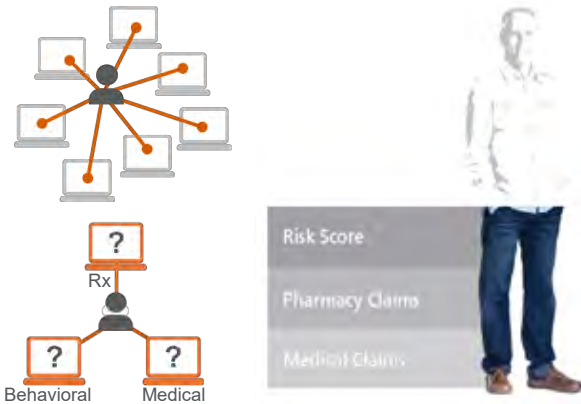 ?
Rx
?
?
Behavioral
Medical
Risk Score
Pharmacy Claims
Medical Claims